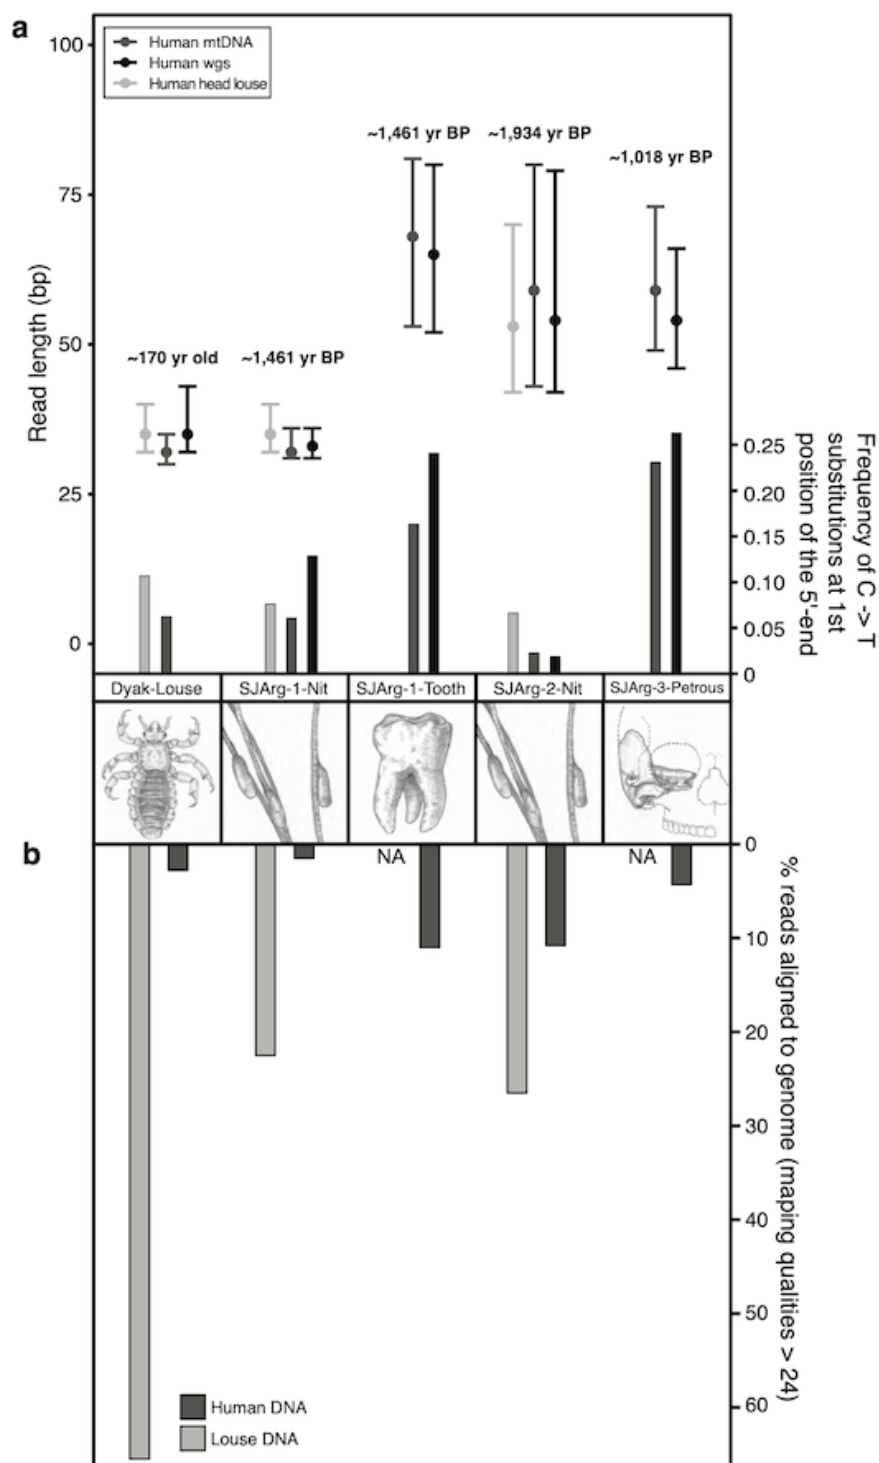 a
100
75
50
25
0
Read length (bp)
Human mtDNA
Human wgs
Human head louse
~170 yr old
~1,461 yr BP
~1,461 yr BP
~1,934 yr BP
~1,018 yr BP
0.25
0.20
0.15
0.10
0.05
0
Frequency of C -> T
substitutions at 1st
position of the 5'-end
Dyak-Louse
SJArg-1-Nit
SJArg-1-Tooth
SJArg-2-Nit
SJArg-3-Petrous
b
NA
NA
0
10
20
30
40
50
60
% reads aligned to genome (maping qualities > 24)
Human DNA
Louse DNA